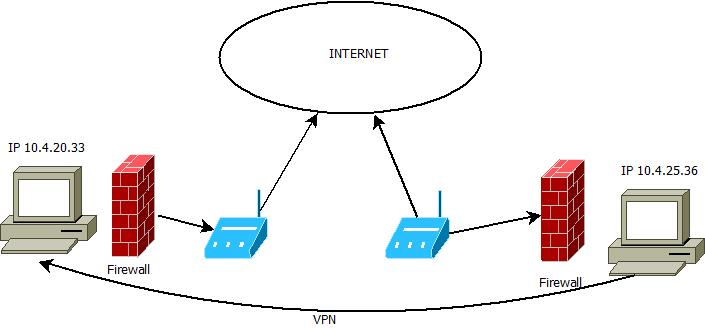 INTERNET
IP 10.4.20.33
IP 10.4.25.36
Firewall
Firewall
VPN